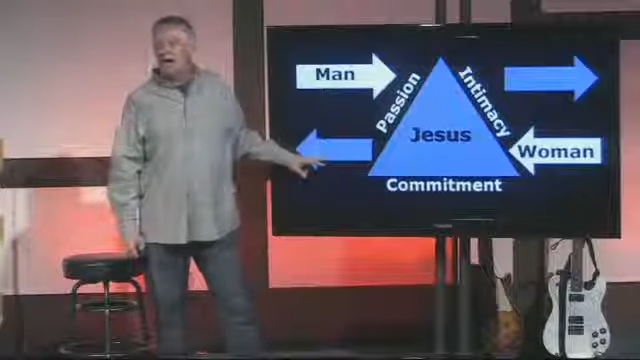 Man
Passion
Intimacy
Jesus
Woman
Commitment